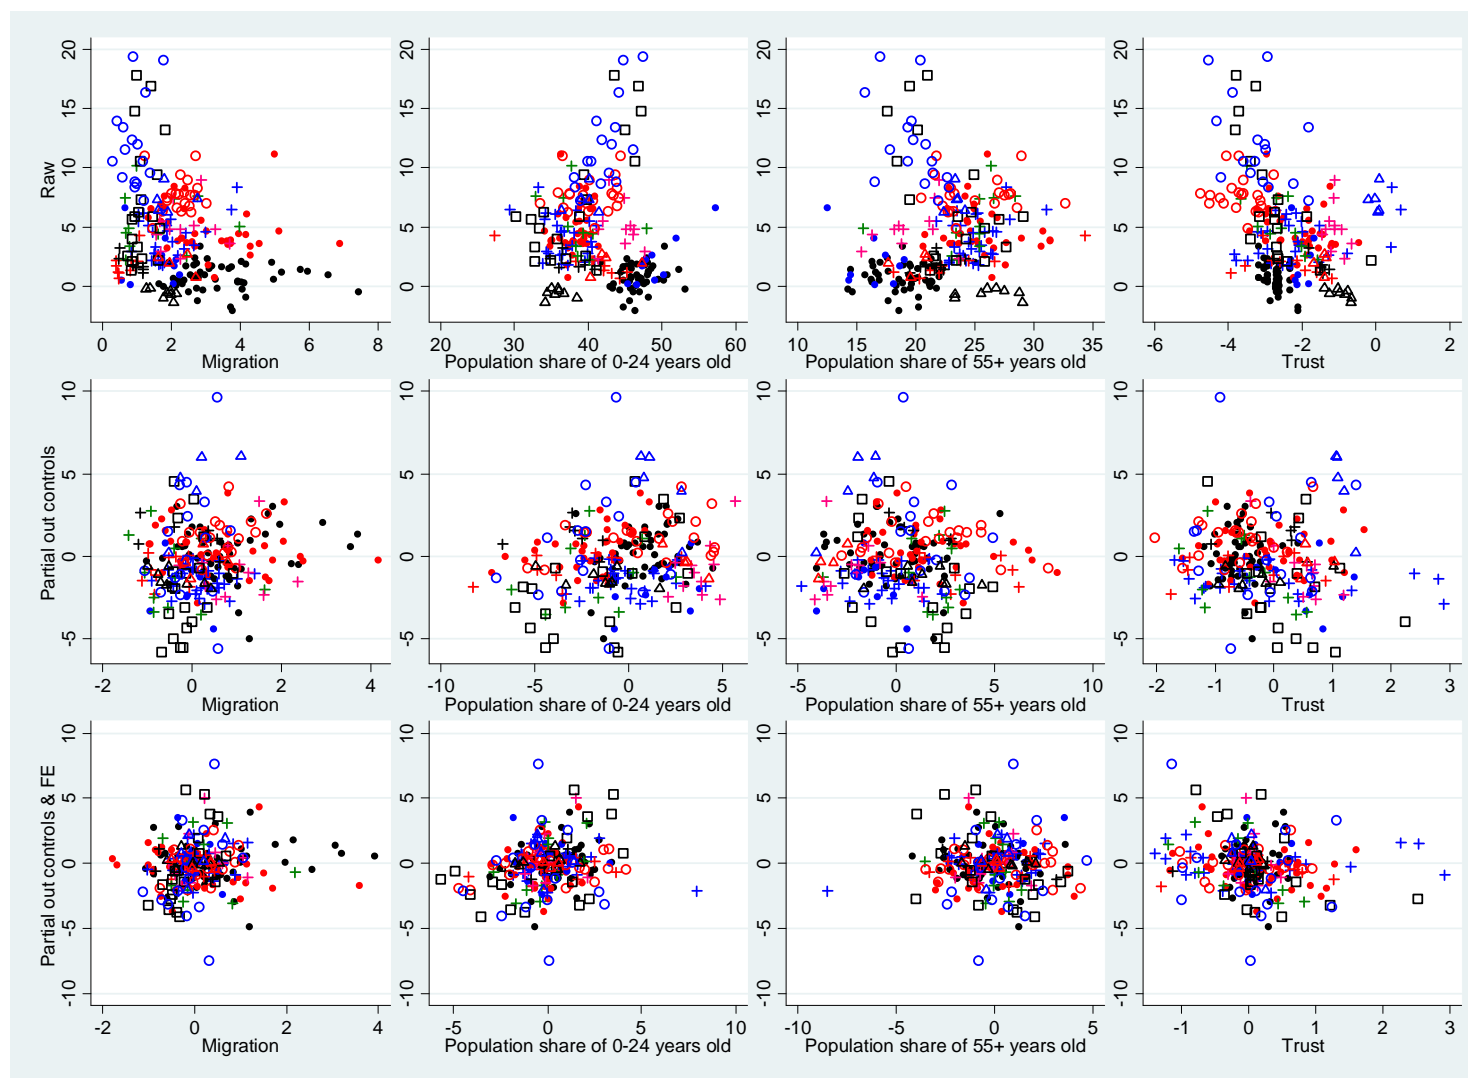 Raw
0 5 10 15 20
0 2 4 6 8
Migration
20 30 40 50 60
Population share of 0-24 years old
10 15 20 25 30 35
Population share of 55+ years old
-6 -4 -2 0 2
Trust
Partial out controls
-5 0 5 10
-2 0 2 4
Migration
-10 -5 0 5
Population share of 0-24 years old
-5 0 5 10
Population share of 55+ years old
-2 -1 0 1 2 3
Trust
Partial out controls & FE
-10 -5 0 5 10
-2 0 2 4
Migration
-5 0 5 10
Population share of 0-24 years old
-10 -5 0 5
Population share of 55+ years old
-1 0 1 2 3
Trust